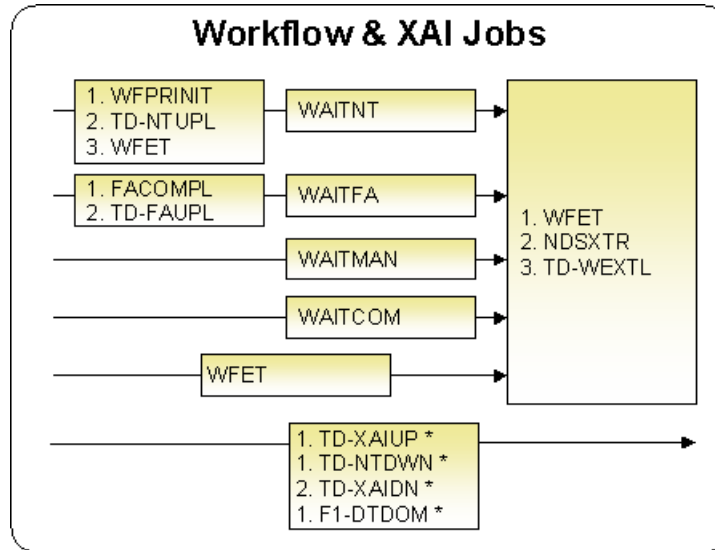 Workflow & XAI Jobs
1. WFPRINIT
2. TD-NTUPL
3. WFET
WAITNT
1. FACOMPL
2. TD-FAUPL
WAITFA
WAITMAN
WAITCOM
WFET
1. WFET
2. NDSXTR
3. TD-WEXTL
1. TD-XAIUP *
1. TD-NTDWN *
2. TD-XAIDN *
1. F1-DTDOM *